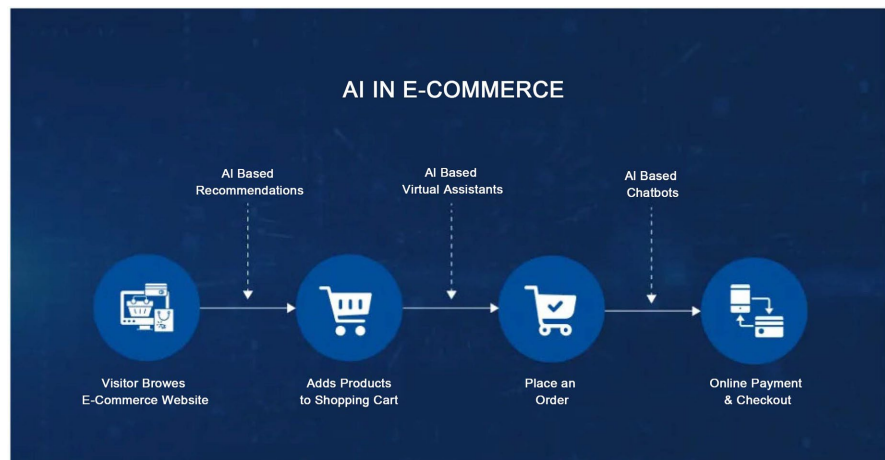 AI IN E-COMMERCE
AI Based
Recommendations
AI Based
Virtual Assistants
AI Based
Chatbots
Visitor Browes
E-Commerce Website
Adds Products
to Shopping Cart
Place an
Order
Online Payment
& Checkout